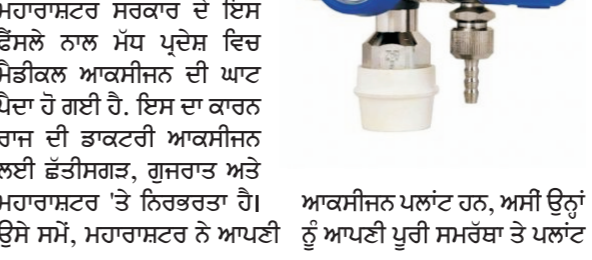 ਮਹਾਰਾਸ਼ਟਰ ਸਰਕਾਰ ਦੇ ਇਸ
ਫੈਂਸਲੇ ਨਾਲ ਮੱਧ ਪ੍ਰਦੇਸ਼ ਵਿਚ
ਮੈਡੀਕਲ ਆਕਸੀਜਨ ਦੀ ਘਾਟ
ਪੈਦਾ ਹੋ ਗਈ ਹੈ. ਇਸ ਦਾ ਕਾਰਨ
ਰਾਜ ਦੀ ਡਾਕਟਰੀ ਆਕਸੀਜਨ
ਲਈ ਛੱਤੀਸਗੜ, ਗੁਜਰਾਤ ਅਤੇ
ਮਹਾਰਾਸ਼ਟਰ 'ਤੇ ਨਿਰਭਰਤਾ ਹੈ।
ਉਸੇ ਸਮੇਂ, ਮਹਾਰਾਸ਼ਟਰ ਨੇ ਆਪਣੀ
ਆਕਸੀਜਨ ਪਲਾਂਟ ਹਨ, ਅਸੀਂ ਉਨ੍ਹਾਂ
ਨੂੰ ਆਪਣੀ ਪੂਰੀ ਸਮਰੱਥਾ ਤੇ ਪਲਾਂਟ